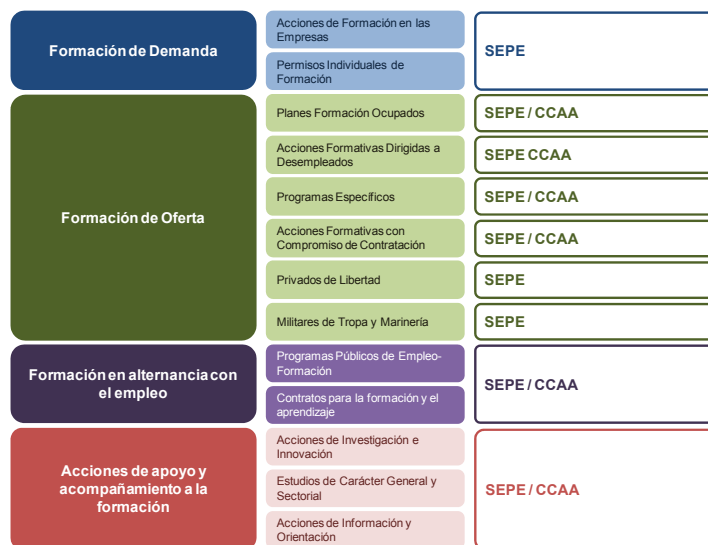 Formación de Demanda
Acciones de Formación en las
Empresas
Permisos Individuales de
Formación
SEPE
Formación de Oferta
Planes Formación Ocupados
SEPE / CCAA
Acciones Formativas Dirigidas a
Desempleados
SEPE CCAA
Programas Específicos
SEPE / CCAA
Acciones Formativas con
Compromiso de Contratación
SEPE / CCAA
Privados de Libertad
SEPE
Militares de Tropa y Marinería
SEPE
Formación en alternancia con
el empleo
Programas Públicos de Empleo-
Formación
Contratos para la formación y el
aprendizaje
SEPE / CCAA
Acciones de apoyo y
acompañamiento a la
formación
Acciones de Investigación e
Innovación
Estudios de Carácter General y
Sectorial
Acciones de Información y
Orientación
SEPE / CCAA